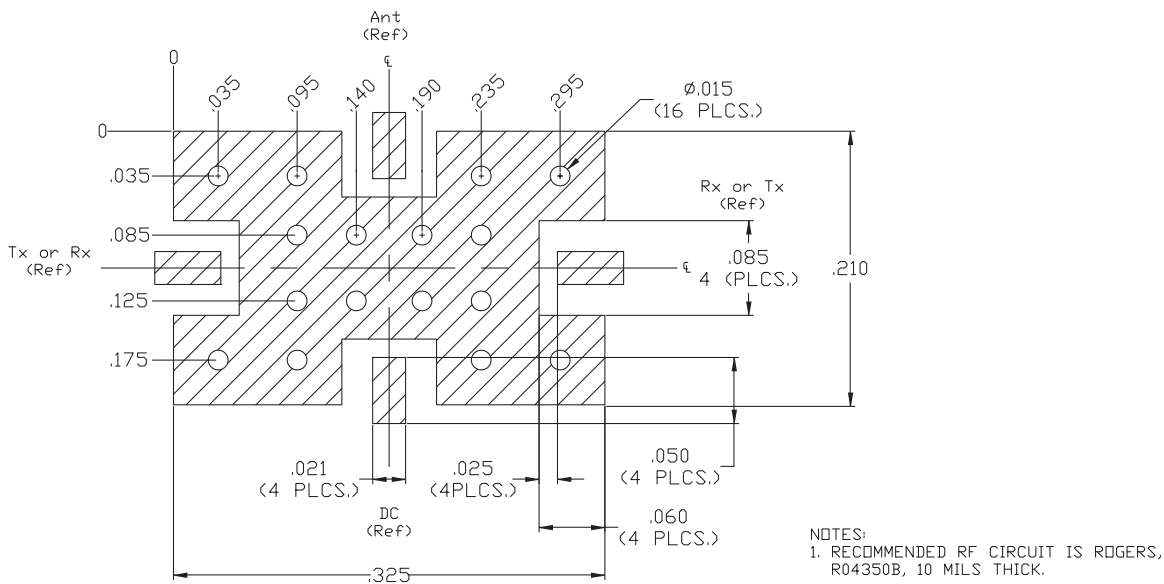 Ant
(Ref)
℄
0
.035
.095
.140
.190
.235
.295
Ø.015
(16 PLCS.)
0
.035
Rx or Tx
(Ref)
.085
Tx or Rx
(Ref)
℄
.085
4 (PLCS.)
.210
.125
.175
.021
(4 PLCS.)
.025
(4PLCS.)
.050
(4 PLCS.)
DC
(Ref)
.060
(4 PLCS.)
.325
NOTES:
1. RECOMMENDED RF CIRCUIT IS ROGERS,
R04350B, 10 MILS THICK.